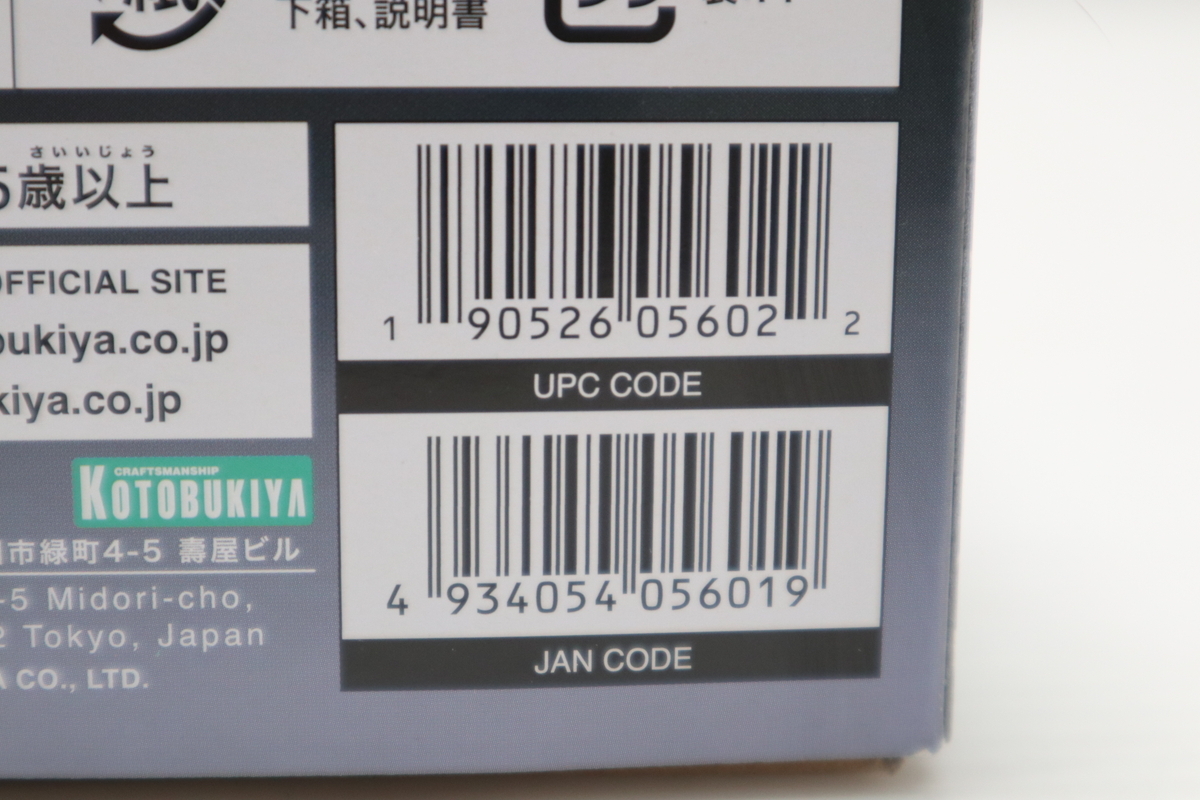 下箱、説明書
さいいじょう
5歳以上
OFFICIAL SITE
bukiya.co.jp
kiya.co.jp
CRAFTSMANSHIP
KOTOBUKIYA
市緑町4-5 壽屋ビル
-5 Midori-cho,
2 Tokyo, Japan
A CO., LTD.
1 90526 05602 2
UPC CODE
4 934054 056019
JAN CODE